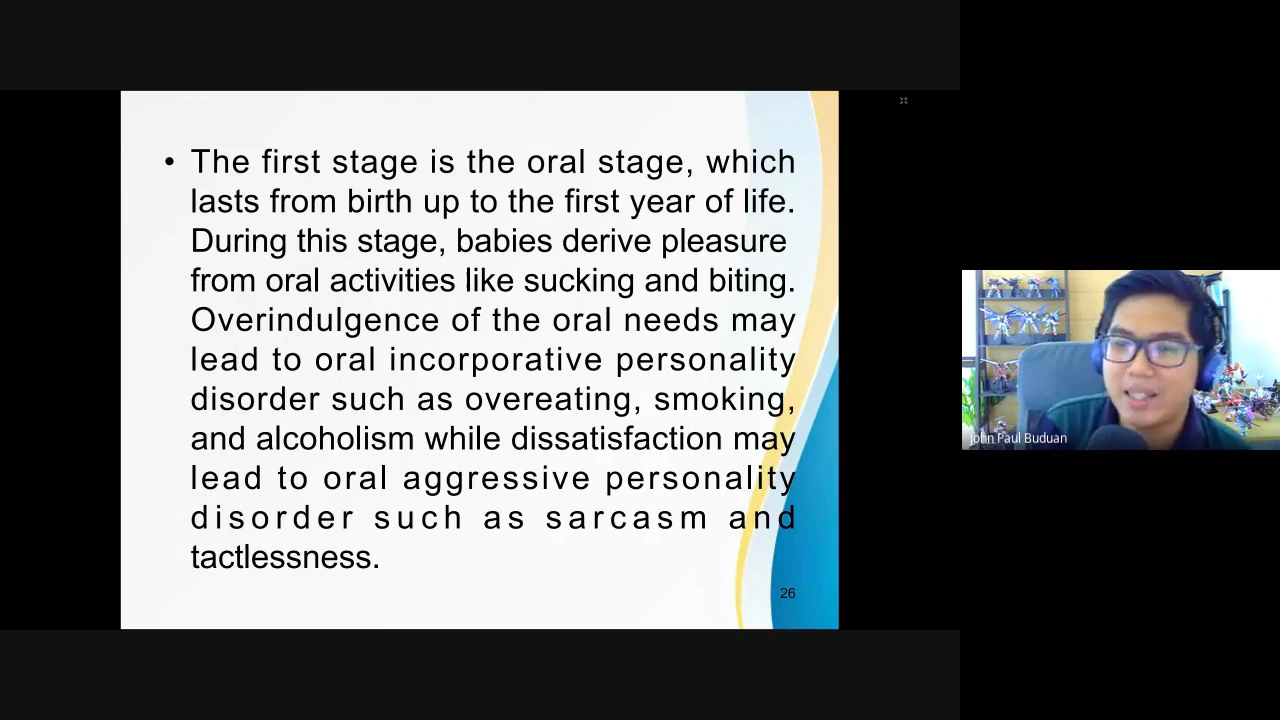 • The first stage is the oral stage, which
lasts from birth up to the first year of life.
During this stage, babies derive pleasure
from oral activities like sucking and biting.
Overindulgence of the oral needs may
lead to oral incorporative personality
disorder such as overeating, smoking,
and alcoholism while dissatisfaction may
lead to oral aggressive personality
disorder such as sarcasm and
tactlessness.
26
John Paul Buduan